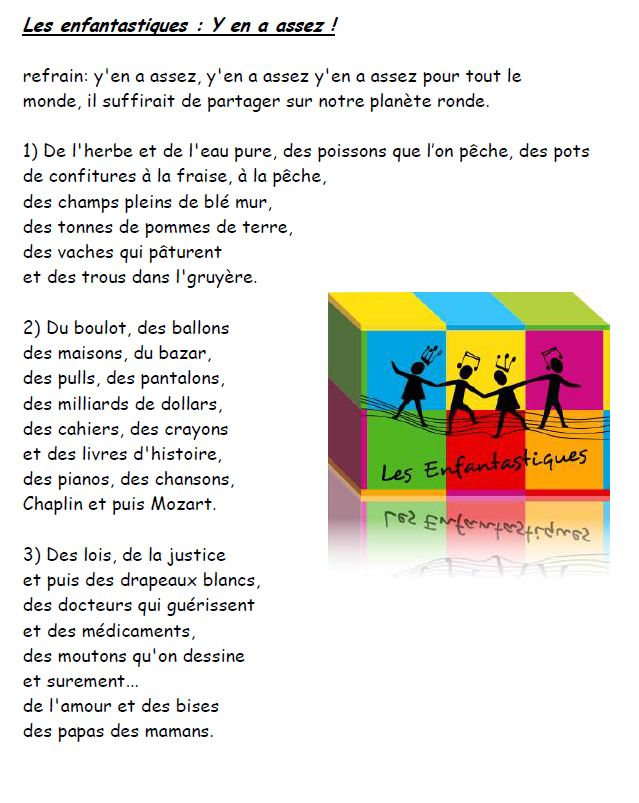 Les enfantastiques : Y en a assez !
refrain: y'en a assez, y'en a assez y'en a assez pour tout le
monde, il suffirait de partager sur notre planète ronde.
1) De l'herbe et de l'eau pure, des poissons que l’on pêche, des pots
de confitures à la fraise, à la pêche,
des champs pleins de blé mur,
des tonnes de pommes de terre,
des vaches qui pâturent
et des trous dans l'gruyère.
2) Du boulot, des ballons
des maisons, du bazar,
des pulls, des pantalons,
des milliards de dollars,
des cahiers, des crayons
et des livres d'histoire,
des pianos, des chansons,
Chaplin et puis Mozart.
Les Enfantastiques
Les Enfantastiques
3) Des lois, de la justice
et puis des drapeaux blancs,
des docteurs qui guérissent
et des médicaments,
des moutons qu'on dessine
et surement...
de l'amour et des bises
des papas des mamans.